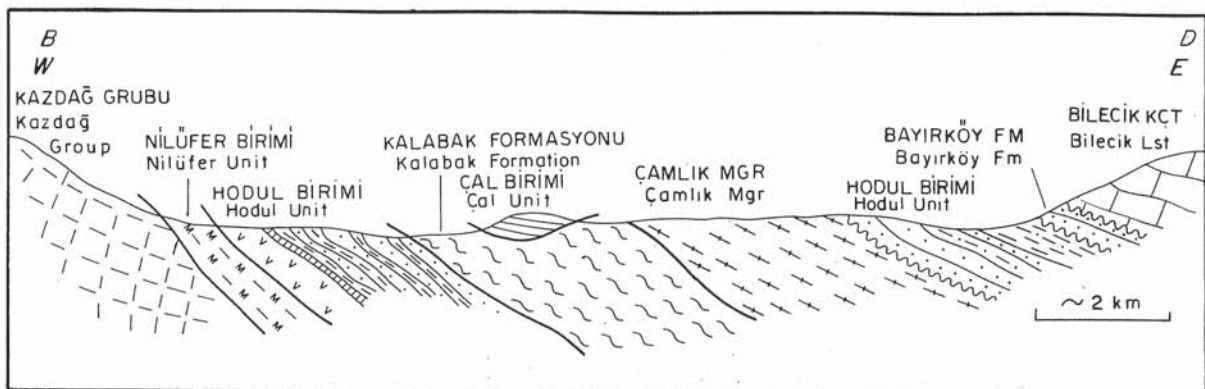 B
W
D
E
KAZDAĞ GRUBU
Kazdağ
Group
NİLÜFER BİRİMİ
Nilüfer Unit
HODUL BİRİMİ
Hodul Unit
KALABAK FORMASYONU
Kalabak Formation
ÇAL BİRİMİ
Çal Unit
ÇAMLIK MGR
Çamlık Mgr
HODUL BİRİMİ
Hodul Unit
BAYIRKÖY FM
Bayırköy Fm
BİLECİK KÇT
Bilecik Lst
M
M
M
M
M
M
v
v
v
v
v
v
~ 2 km